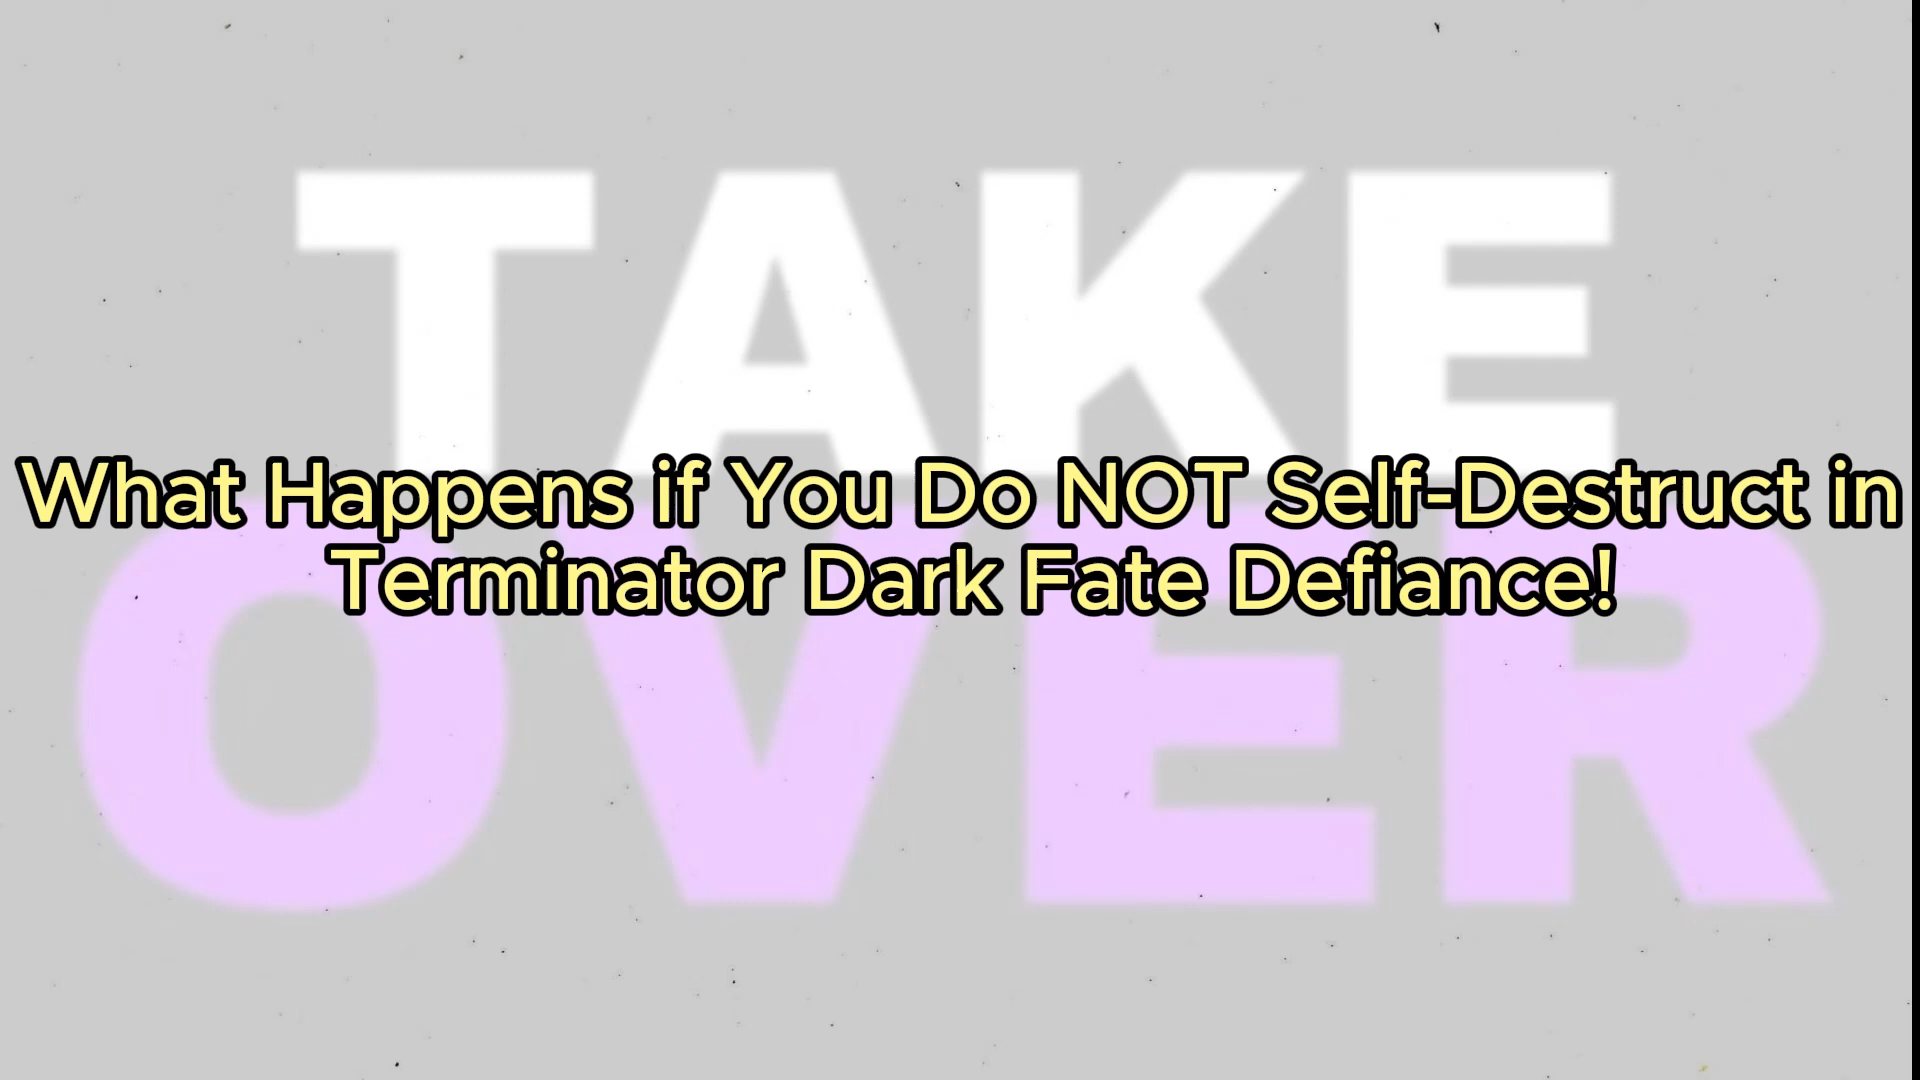 TAKE
What Happens if You Do NOT Self-Destruct in
Terminator Dark Fate Defiance!
OVER